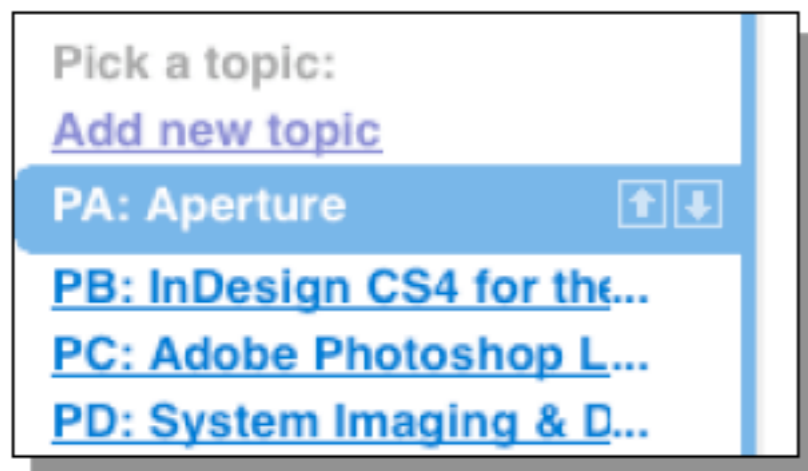 Pick a topic:
Add new topic
PA: Aperture
PB: InDesign CS4 for the...
PC: Adobe Photoshop L...
PD: System Imaging & D...